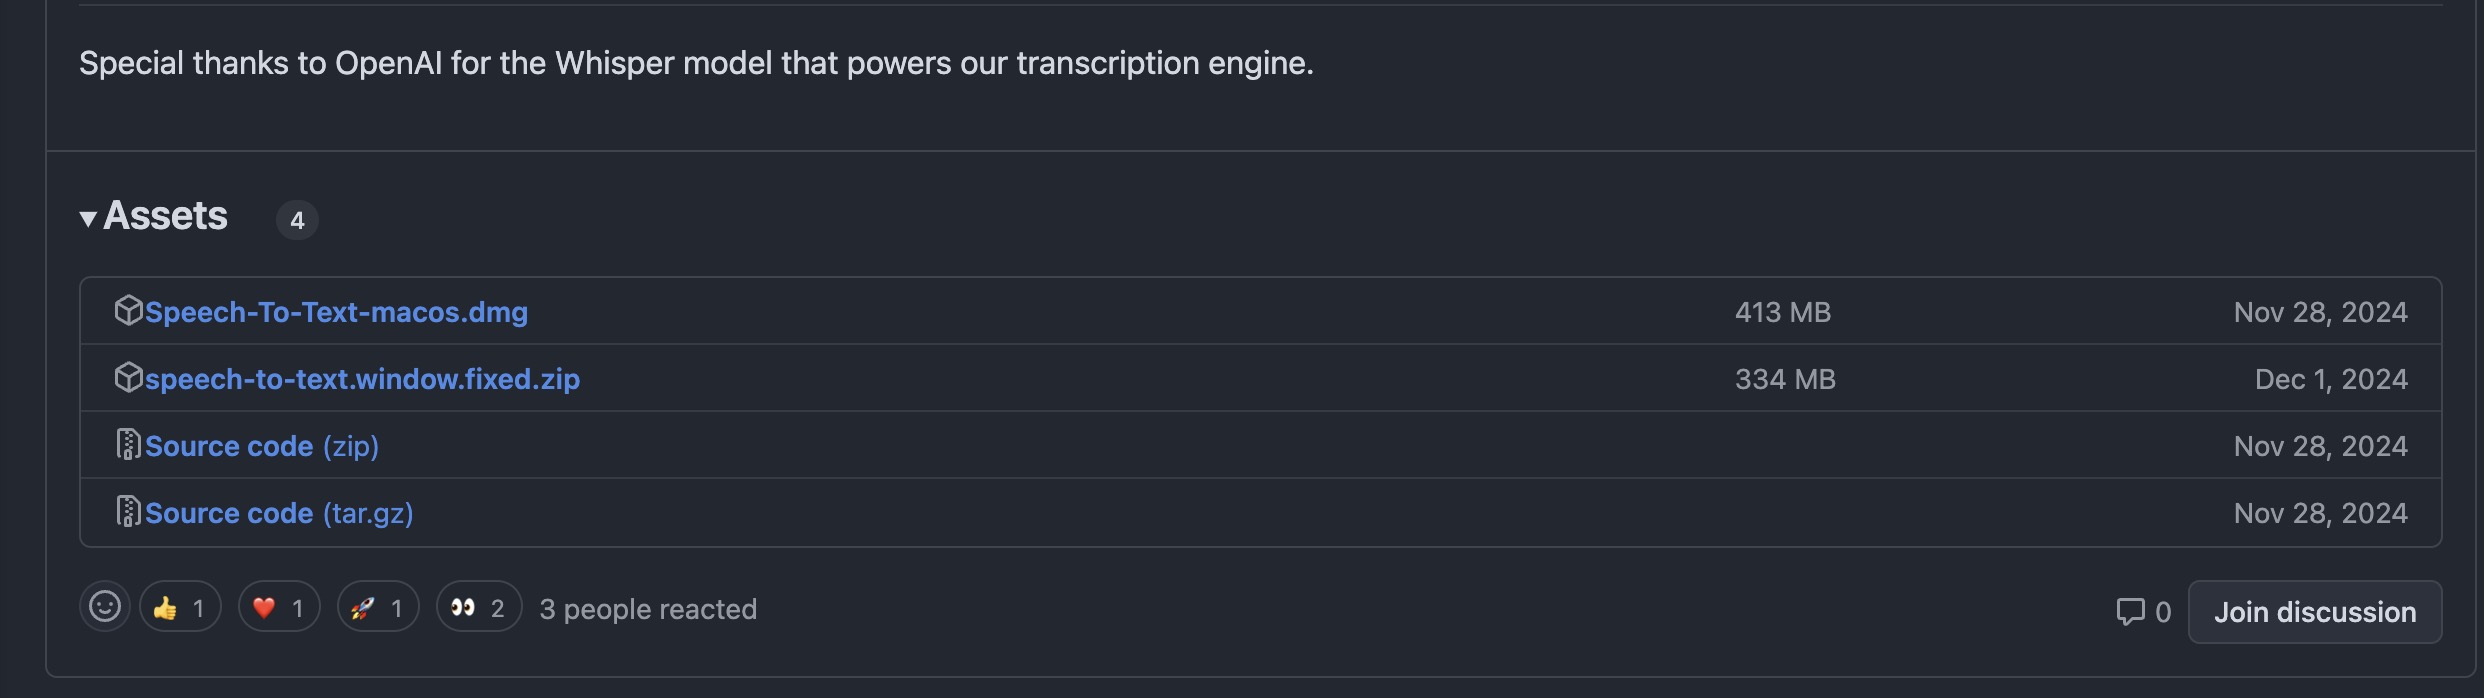 Special thanks to OpenAI for the Whisper model that powers our transcription engine.
Assets 4
Speech-To-Text-macos.dmg 413 MB Nov 28, 2024
speech-to-text.window.fixed.zip 334 MB Dec 1, 2024
Source code (zip) Nov 28, 2024
Source code (tar.gz) Nov 28, 2024
👍 1 ❤️ 1 🚀 1 👀 2 3 people reacted 0 Join discussion